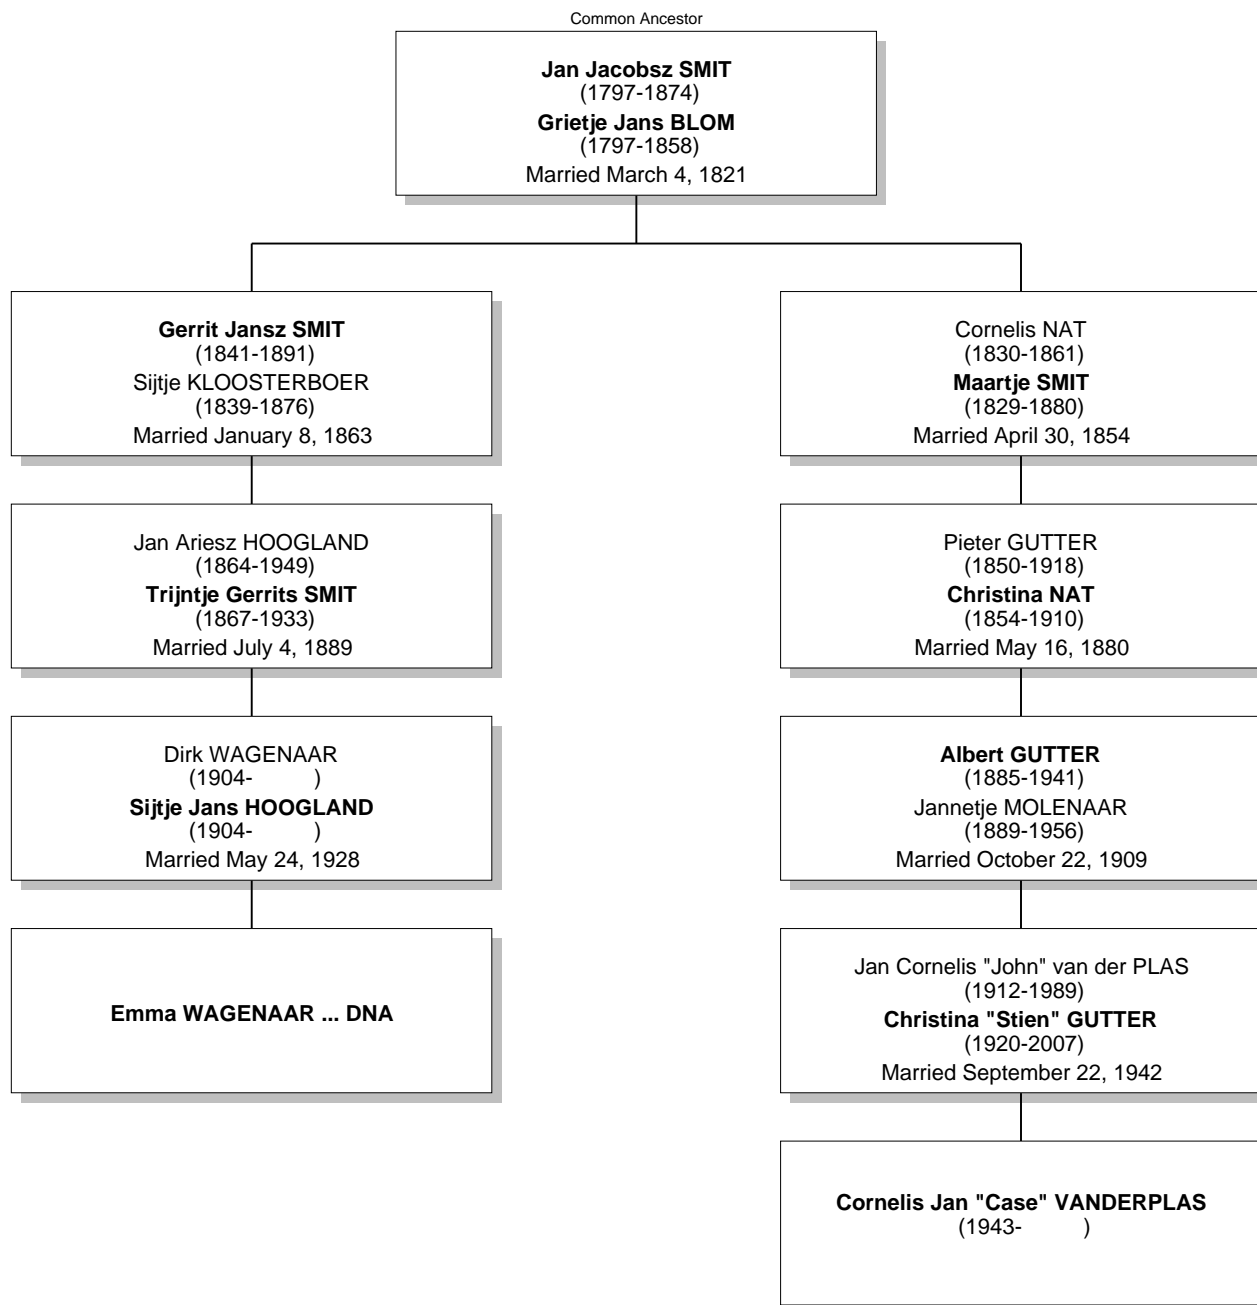 Common Ancestor
Jan Jacobsz SMIT
(1797-1874)
Grietje Jans BLOM
(1797-1858)
Married March 4, 1821
Gerrit Jansz SMIT
(1841-1891)
Sijtje KLOOSTERBOER
(1839-1876)
Married January 8, 1863
Cornelis NAT
(1830-1861)
Maartje SMIT
(1829-1880)
Married April 30, 1854
Jan Ariesz HOOGLAND
(1864-1949)
Trijntje Gerrits SMIT
(1867-1933)
Married July 4, 1889
Pieter GUTTER
(1850-1918)
Christina NAT
(1854-1910)
Married May 16, 1880
Dirk WAGENAAR
(1904- )
Sijtje Jans HOOGLAND
(1904- )
Married May 24, 1928
Albert GUTTER
(1885-1941)
Jannetje MOLENAAR
(1889-1956)
Married October 22, 1909
Emma WAGENAAR ... DNA
Jan Cornelis "John" van der PLAS
(1912-1989)
Christina "Stien" GUTTER
(1920-2007)
Married September 22, 1942
Cornelis Jan "Case" VANDERPLAS
(1943- )